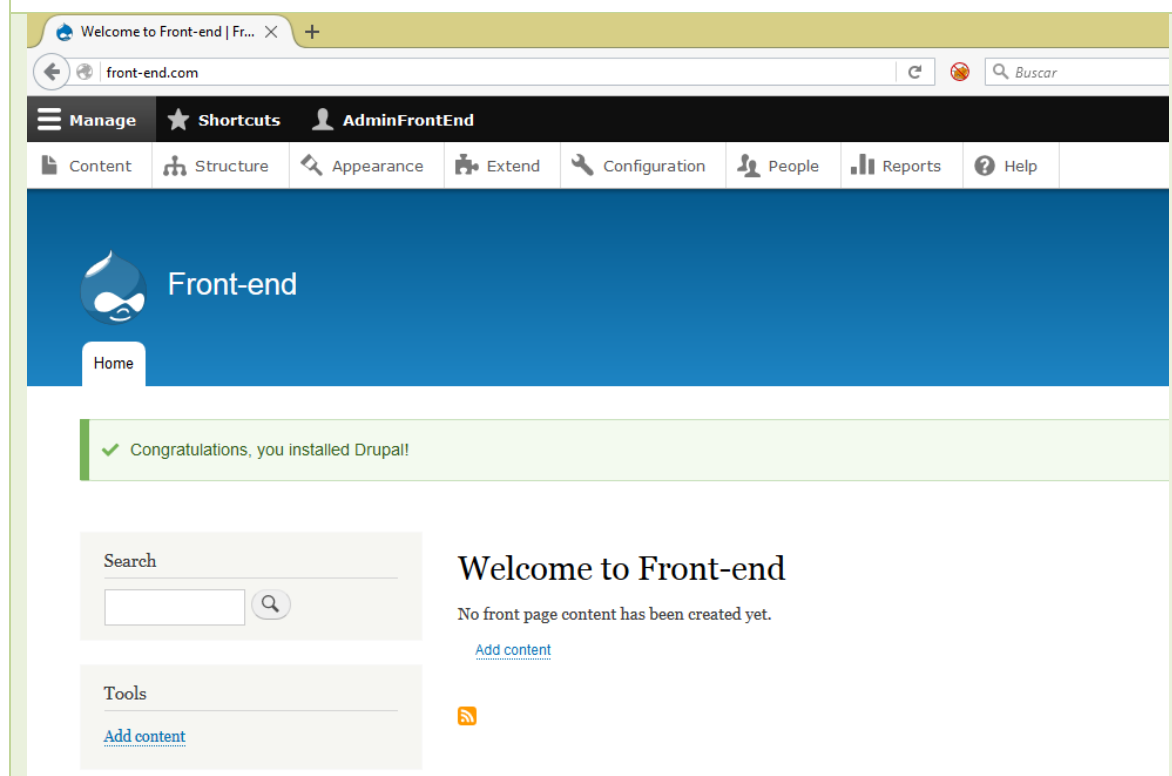 Welcome to Front-end | Fr...
front-end.com
Buscar
Manage Shortcuts AdminFrontEnd
Content Structure Appearance Extend Configuration People Reports Help
Front-end
Home
Congratulations, you installed Drupal!
Search
Tools
Add content
Welcome to Front-end
No front page content has been created yet.
Add content